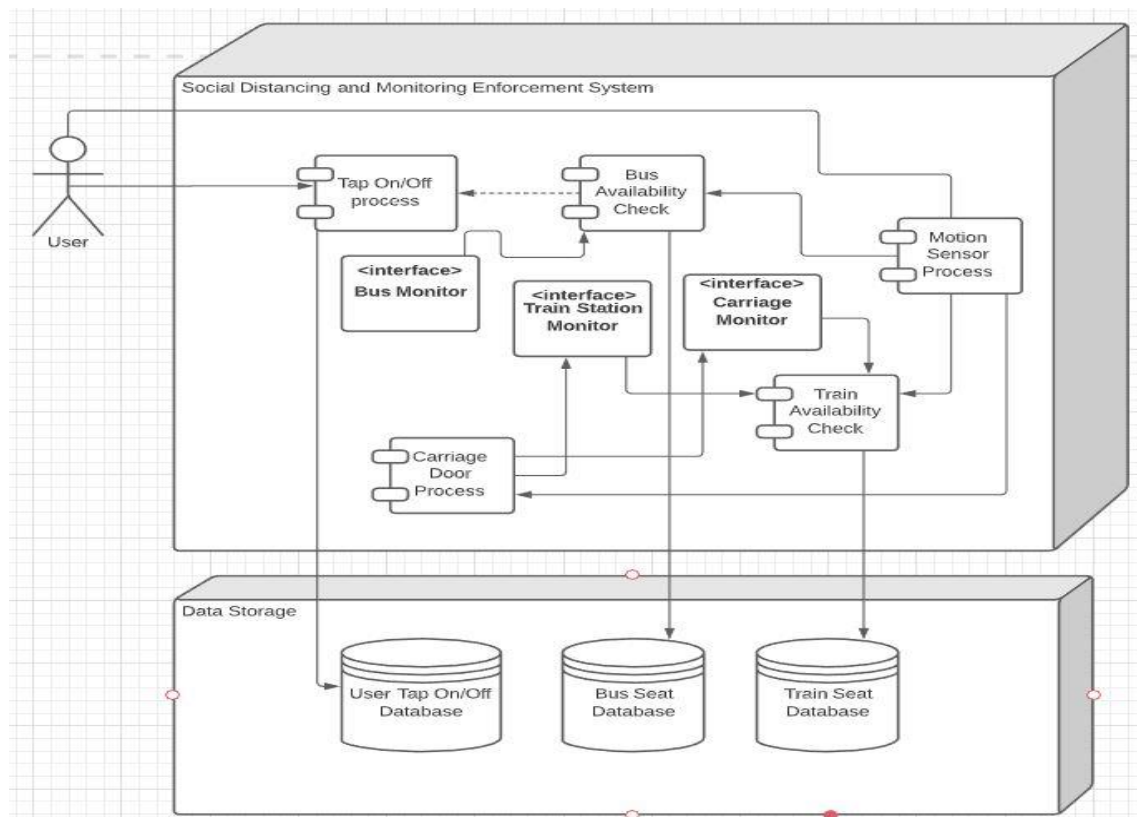 Social Distancing and Monitoring Enforcement System
User
Tap On/Off
process
Bus
Availability
Check
Motion
Sensor
Process
<interface>
Bus Monitor
<interface>
Train Station
Monitor
<interface>
Carriage
Monitor
Train
Availability
Check
Carriage
Door
Process
Data Storage
User Tap On/Off
Database
Bus Seat
Database
Train Seat
Database